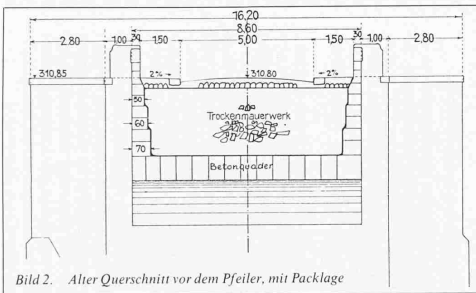 16,20
8,60
2,80 1,00 30 1,50 5,00 1,50 30 1,00 2,80
310,85 2% 310,80 2%
50
60 Trockenmauerwerk
70
Betonquader
Bild 2. Alter Querschnitt vor dem Pfeiler, mit Packlage